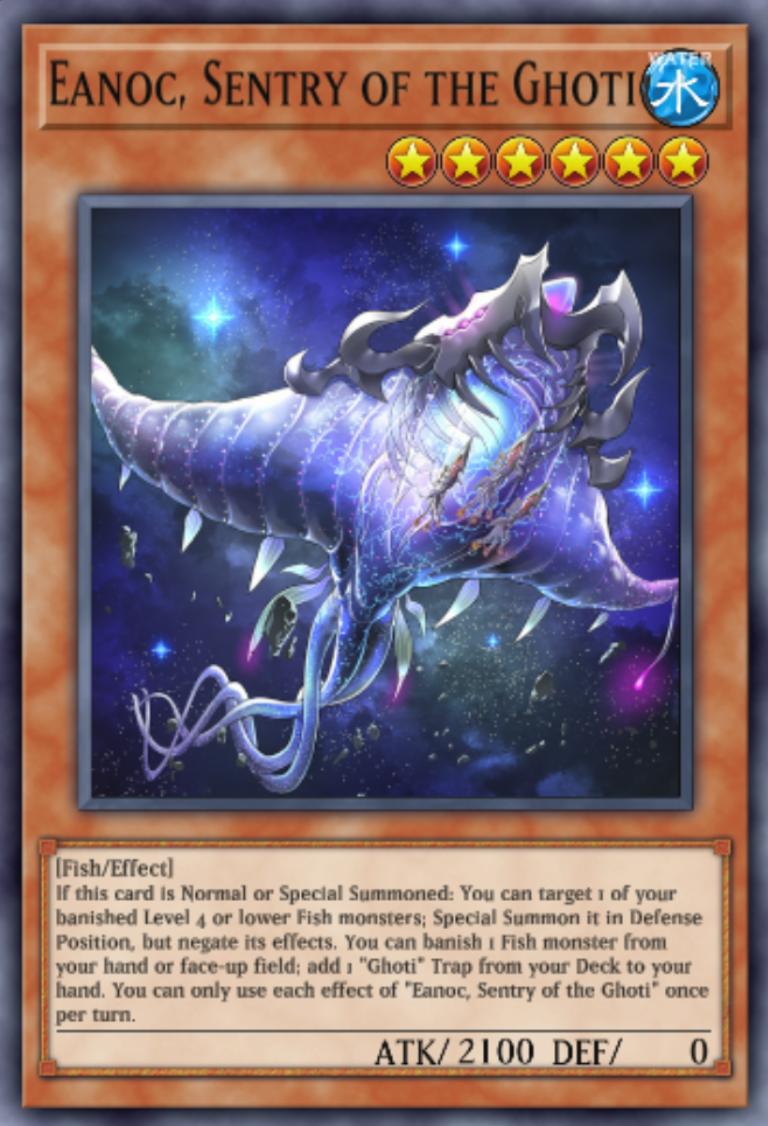 Eanoc, Sentry of the Ghoti
WATER
水
[Fish/Effect]
If this card is Normal or Special Summoned: You can target 1 of your
banished Level 4 or lower Fish monsters; Special Summon it in Defense
Position, but negate its effects. You can banish 1 Fish monster from
your hand or face-up field; add 1 "Ghoti" Trap from your Deck to your
hand. You can only use each effect of "Eanoc, Sentry of the Ghoti" once
per turn.
ATK/ 2100 DEF/ 0